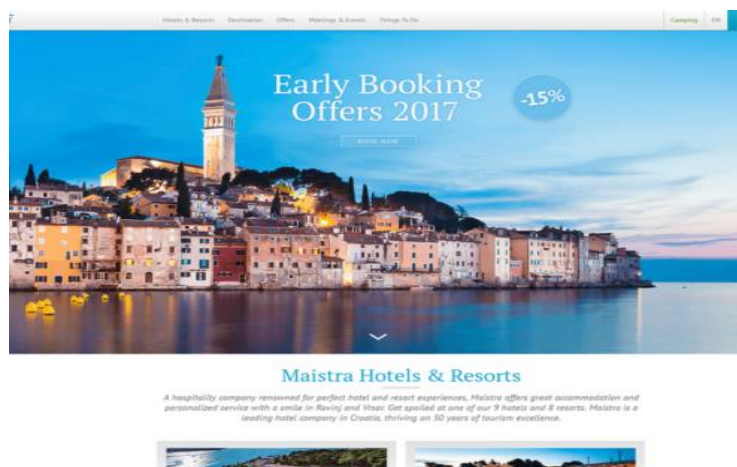 Hotels & Resorts Destination Offers Meetings & Events Things To Do Camping EN
Early Booking
Offers 2017
-15%
BOOK NOW
Maistra Hotels & Resorts
A hospitality company renowned for perfect hotel and resort experiences, Maistra offers great accommodation and
personalized service with a smile in Rovinj and Vrsar. Get spoiled at one of our 9 hotels and 8 resorts. Maistra is a
leading hotel company in Croatia, thriving on 50 years of tourism excellence.